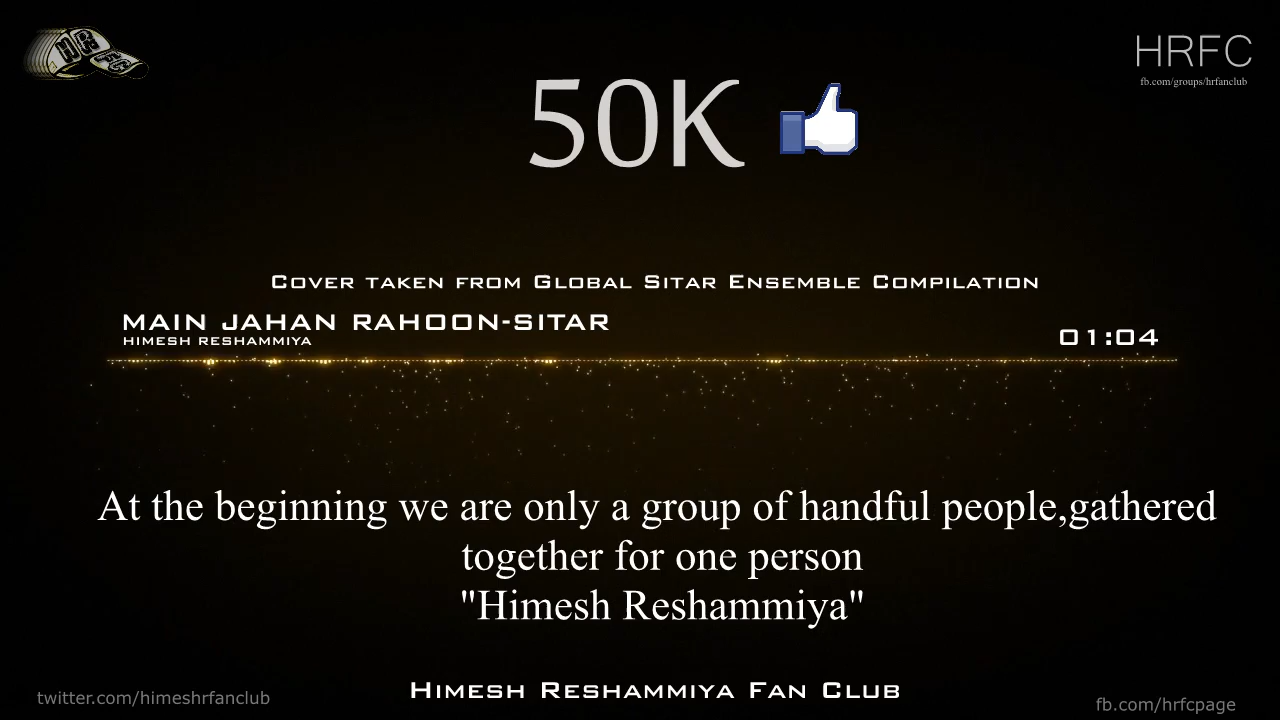 HRFC
HRFC
fb.com/groups/hrfanclub
50K
Cover taken from Global Sitar Ensemble Compilation
MAIN JAHAN RAHOON-SITAR
HIMESH RESHAMMIYA
01:04
At the beginning we are only a group of handful people,gathered
together for one person
"Himesh Reshammiya"
Himesh Reshammiya Fan Club
twitter.com/himeshrfanclub
fb.com/hrfcpage